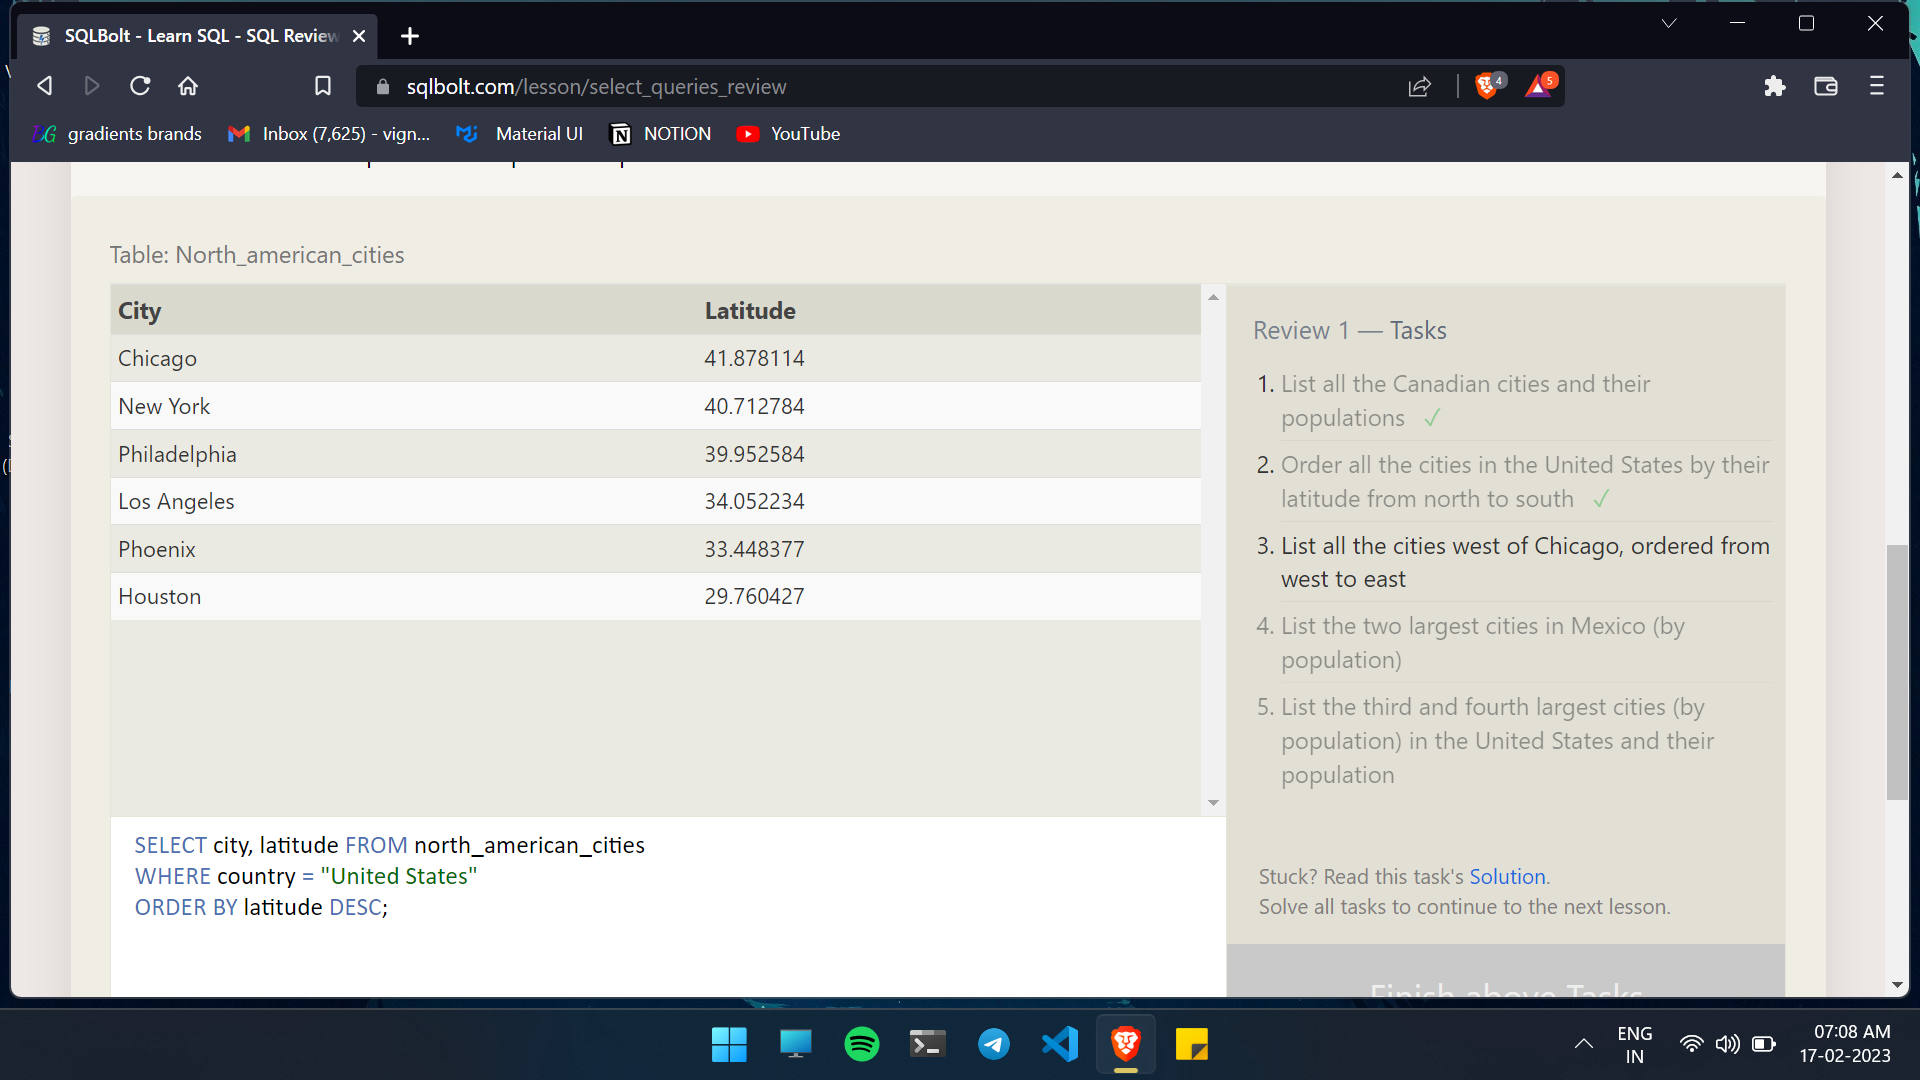 SQLBolt - Learn SQL - SQL Review
sqlbolt.com/lesson/select_queries_review
4
5
gradients brands
Inbox (7,625) - vign...
Material UI
NOTION
YouTube
Table: North_american_cities
City Latitude
Chicago 41.878114
New York 40.712784
Philadelphia 39.952584
Los Angeles 34.052234
Phoenix 33.448377
Houston 29.760427
SELECT city, latitude FROM north_american_cities
WHERE country = "United States"
ORDER BY latitude DESC;
Review 1 — Tasks
1. List all the Canadian cities and their
populations ✓
2. Order all the cities in the United States by their
latitude from north to south ✓
3. List all the cities west of Chicago, ordered from
west to east
4. List the two largest cities in Mexico (by
population)
5. List the third and fourth largest cities (by
population) in the United States and their
population
Stuck? Read this task's Solution.
Solve all tasks to continue to the next lesson.
Finish above Tasks
ENG
IN
07:08 AM
17-02-2023